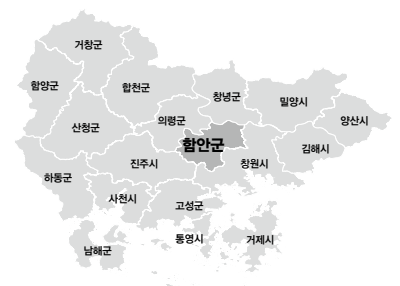 거창군
함양군
합천군
창녕군
밀양시
의령군
산청군
양산시
함안군
김해시
진주시
창원시
하동군
사천시
고성군
통영시
거제시
남해군